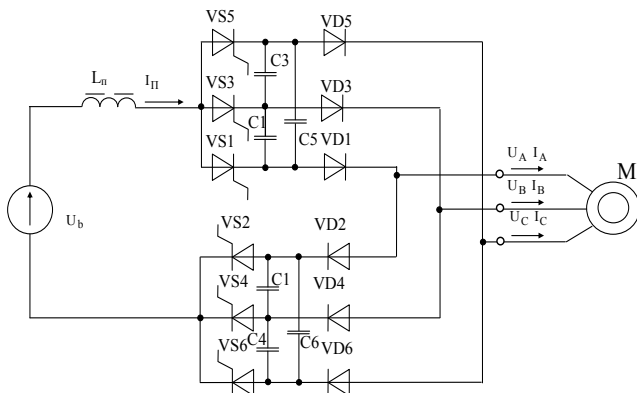 VS5 VD5
C3
Lп IП VS3 VD3
C1 C5
VS1 VD1
UA IA
M
UB IB
Ub
VS2 VD2
UC IC
C1
VS4 VD4
C4 C6
VS6 VD6